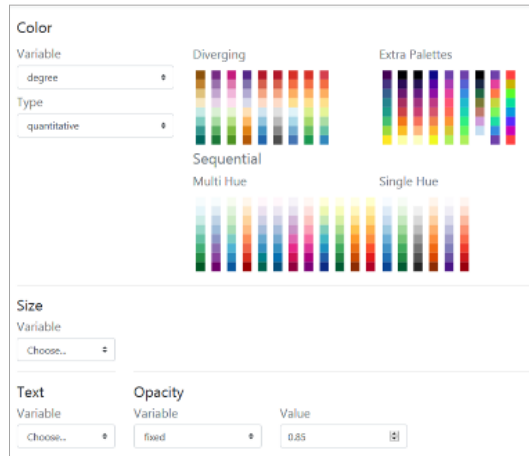 Color
Variable
degree
Type
quantitative
Diverging
Extra Palettes
Sequential
Multi Hue
Single Hue
Size
Variable
Choose...
Text
Variable
Choose...
Opacity
Variable
fixed
Value
0.85